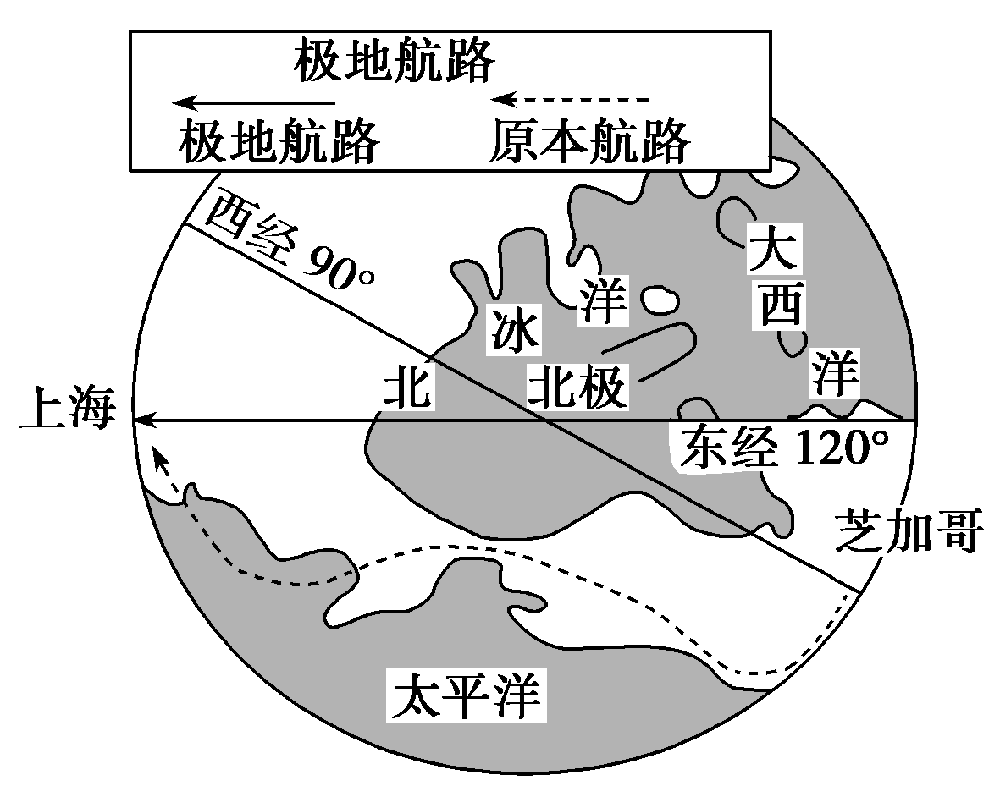 极地航路
极地航路 原本航路
西经 90°
大
西
洋
洋
冰
北
北极
上海
东经 120°
芝加哥
太平洋